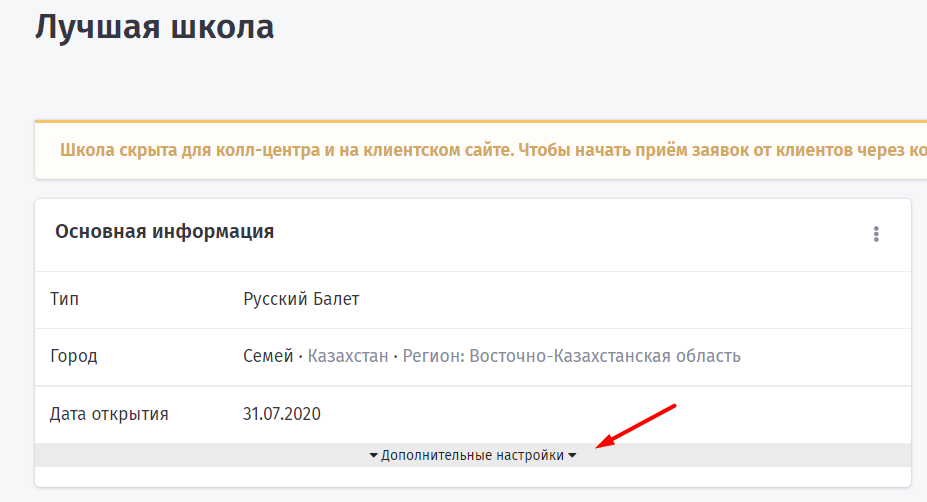 Лучшая школа
Школа скрыта для колл-центра и на клиентском сайте. Чтобы начать приём заявок от клиентов через ко
Основная информация
Тип Русский Балет
Город Семей · Казахстан · Регион: Восточно-Казахстанская область
Дата открытия 31.07.2020
Дополнительные настройки